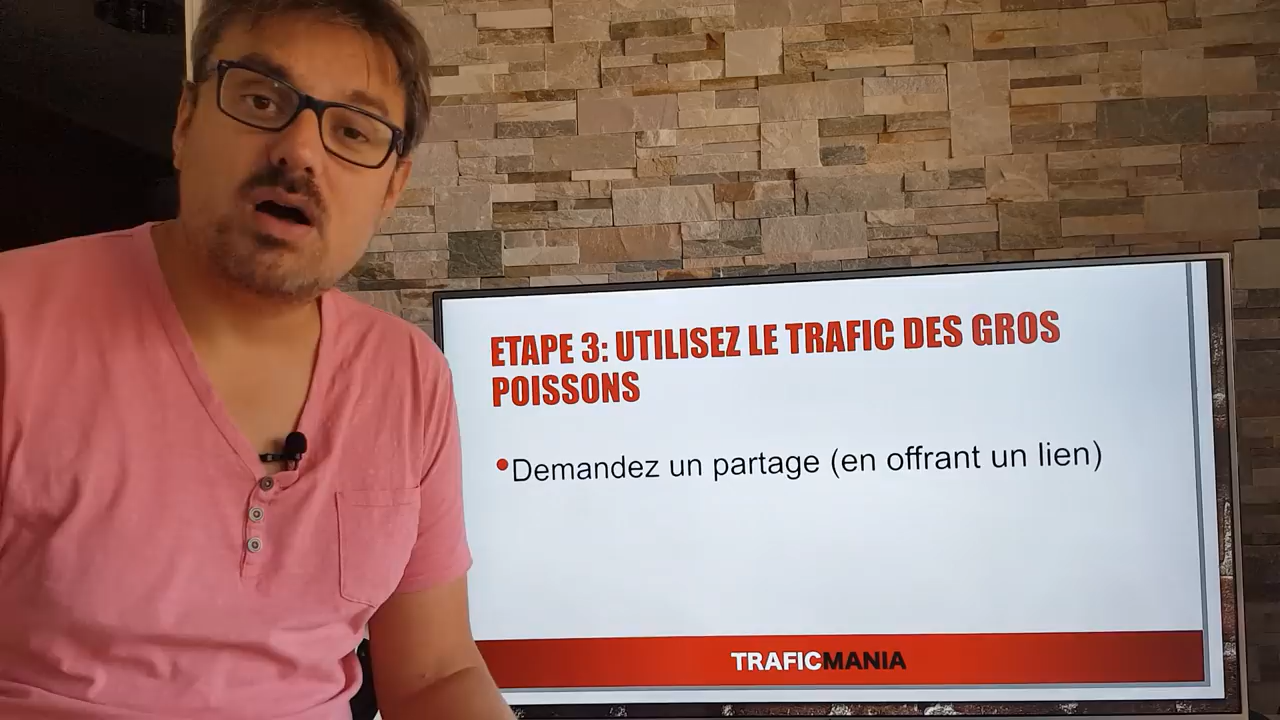 ETAPE 3: UTILISEZ LE TRAFIC DES GROS
POISSONS
•Demandez un partage (en offrant un lien)
TRAFICMANIA